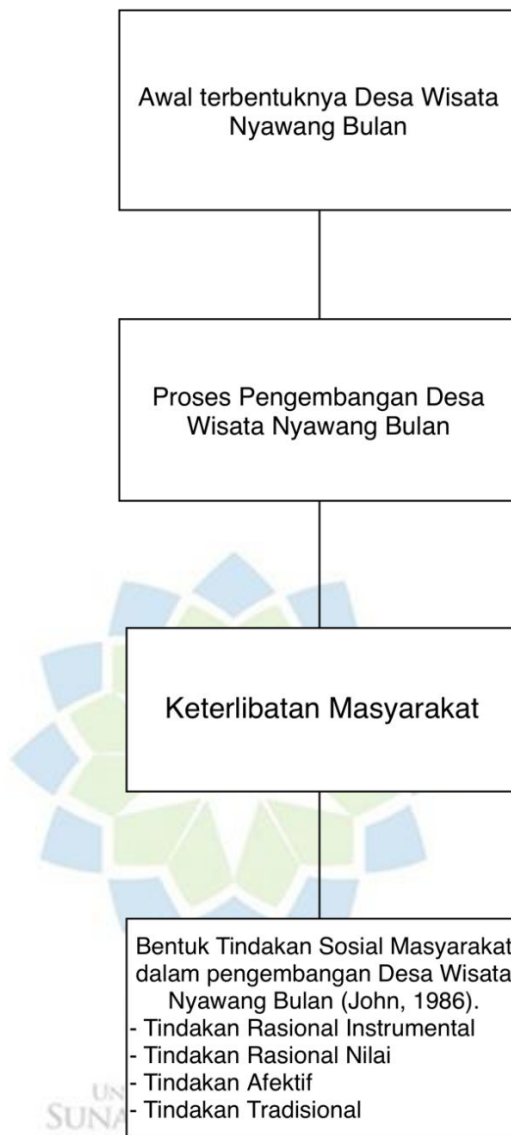 Awal terbentuknya Desa Wisata
Nyawang Bulan
Proses Pengembangan Desa
Wisata Nyawang Bulan
Keterlibatan Masyarakat
Bentuk Tindakan Sosial Masyarakat
dalam pengembangan Desa Wisata
Nyawang Bulan (John, 1986).
- Tindakan Rasional Instrumental
- Tindakan Rasional Nilai
- Tindakan Afektif
- Tindakan Tradisional